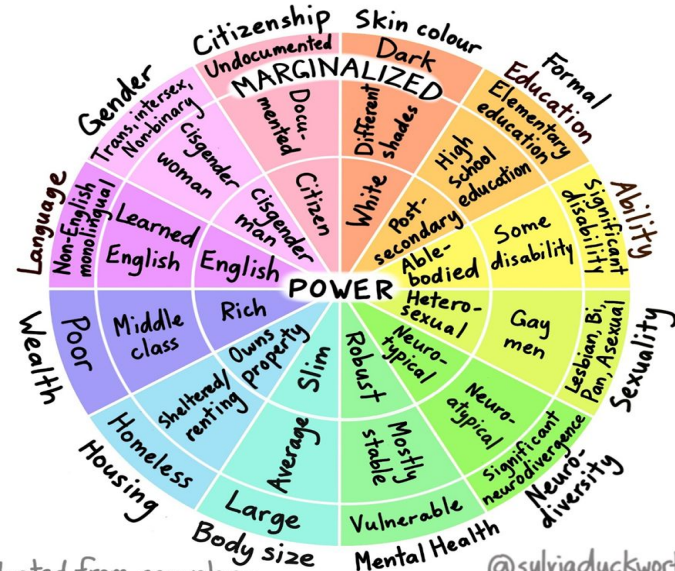 Citizenship
Undocumented
Docu-
mented
Citizen
Skin colour
Dark
Different
shades
White
Formal
Education
Elementary
education
High
School
education
Post-
secondary
Ability
Significant
disability
Some
disability
Able-
bodied
Sexuality
Lesbian, Bi,
Pan, Asexual
Gay
men
Hetero-
sexual
Neuro-
diversity
Significant
neurodivergence
Neuro-
atypical
Neuro-
typical
Mental Health
Vulnerable
Mostly
stable
Robust
Body size
Large
Average
Slim
Housing
Homeless
Sheltered/
renting
Owns
property
Wealth
Poor
Middle
class
Rich
Language
Non-English
monolingual
Learned
English
English
Gender
Trans, intersex,
Non-binary
cisgender
woman
cisgender
man
MARGINALIZED
POWER
@sylviaduckwort